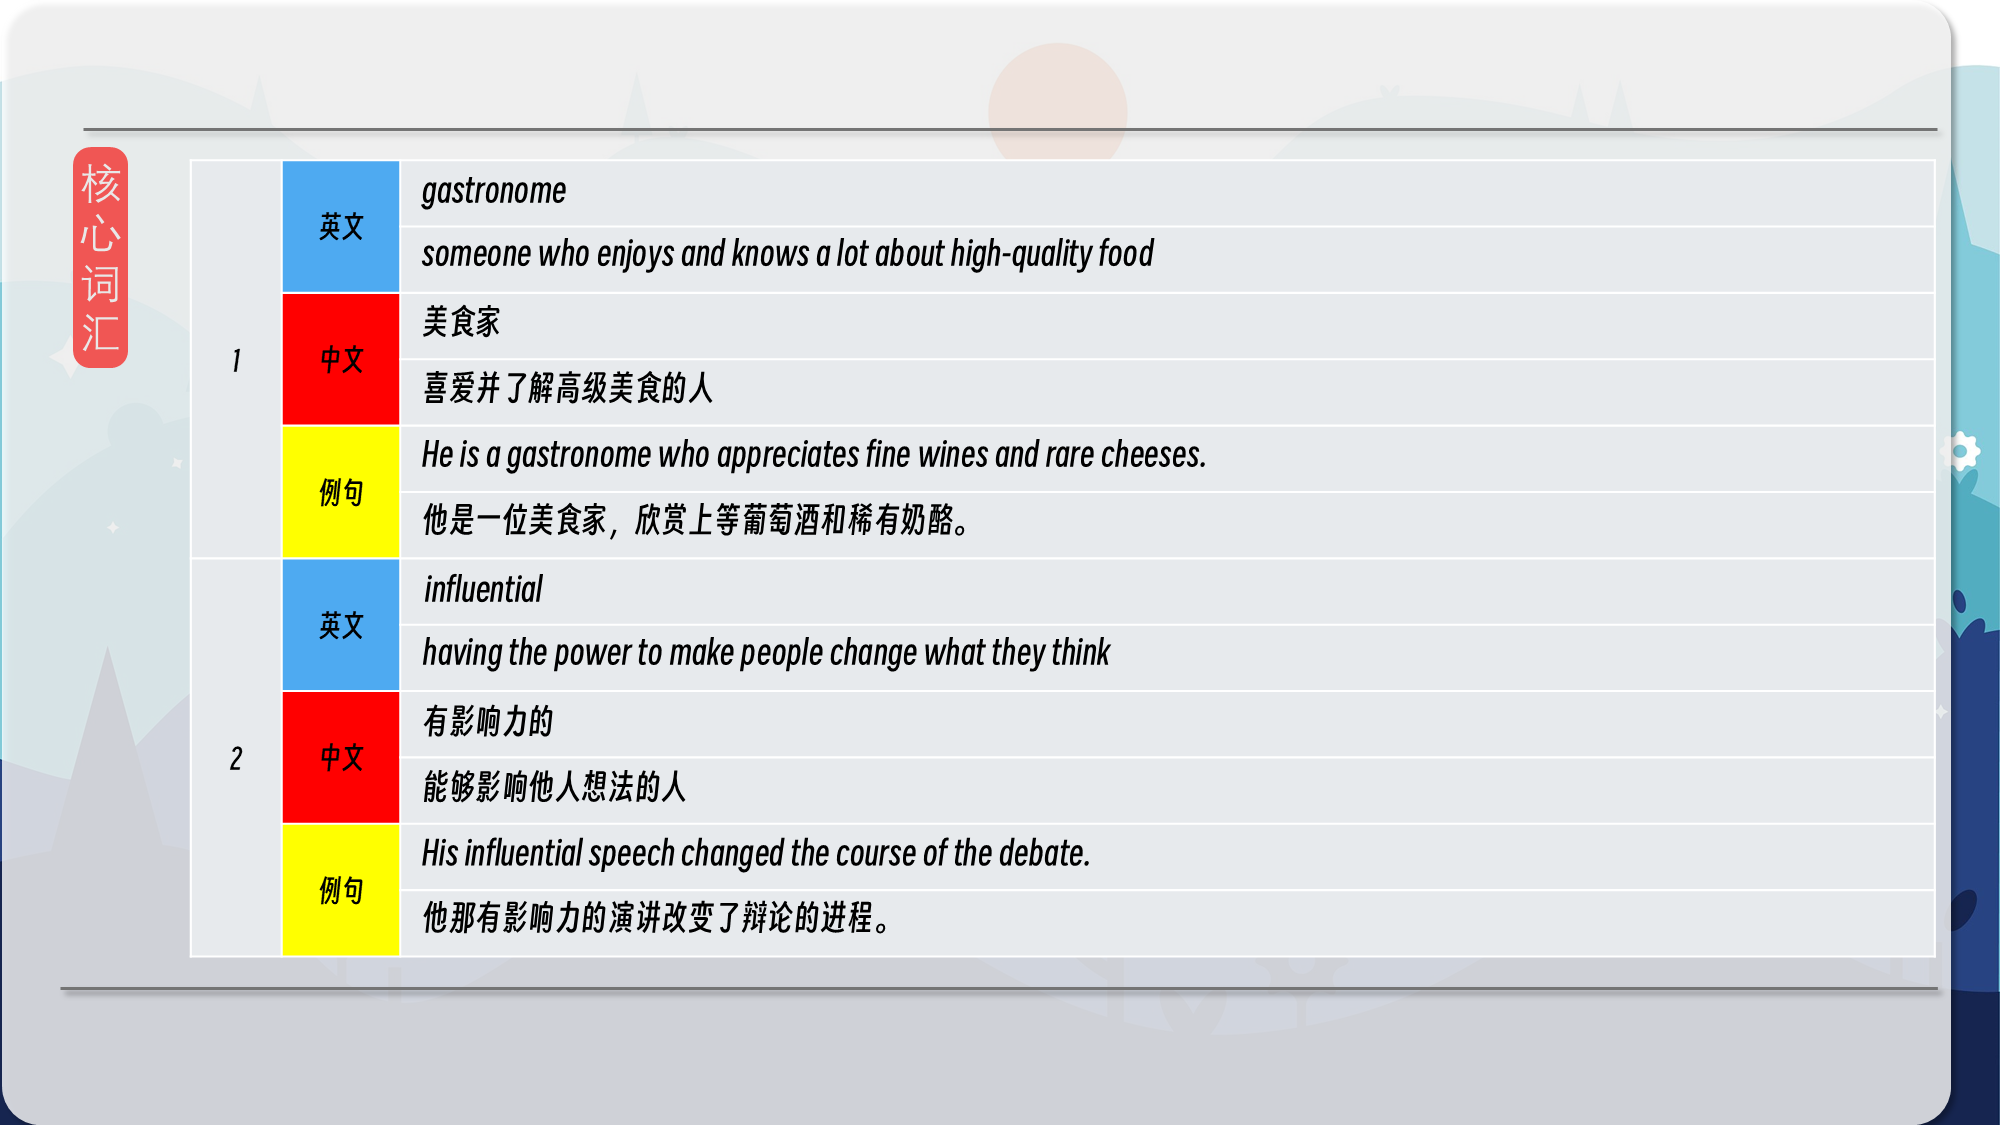 核心词汇
1
英文
gastronome
someone who enjoys and knows a lot about high-quality food
中文
美食家
喜爱并了解高级美食的人
例句
He is a gastronome who appreciates fine wines and rare cheeses.
他是一位美食家，欣赏上等葡萄酒和稀有奶酪。
2
英文
influential
having the power to make people change what they think
中文
有影响力的
能够影响他人想法的人
例句
His influential speech changed the course of the debate.
他那有影响力的演讲改变了辩论的进程。